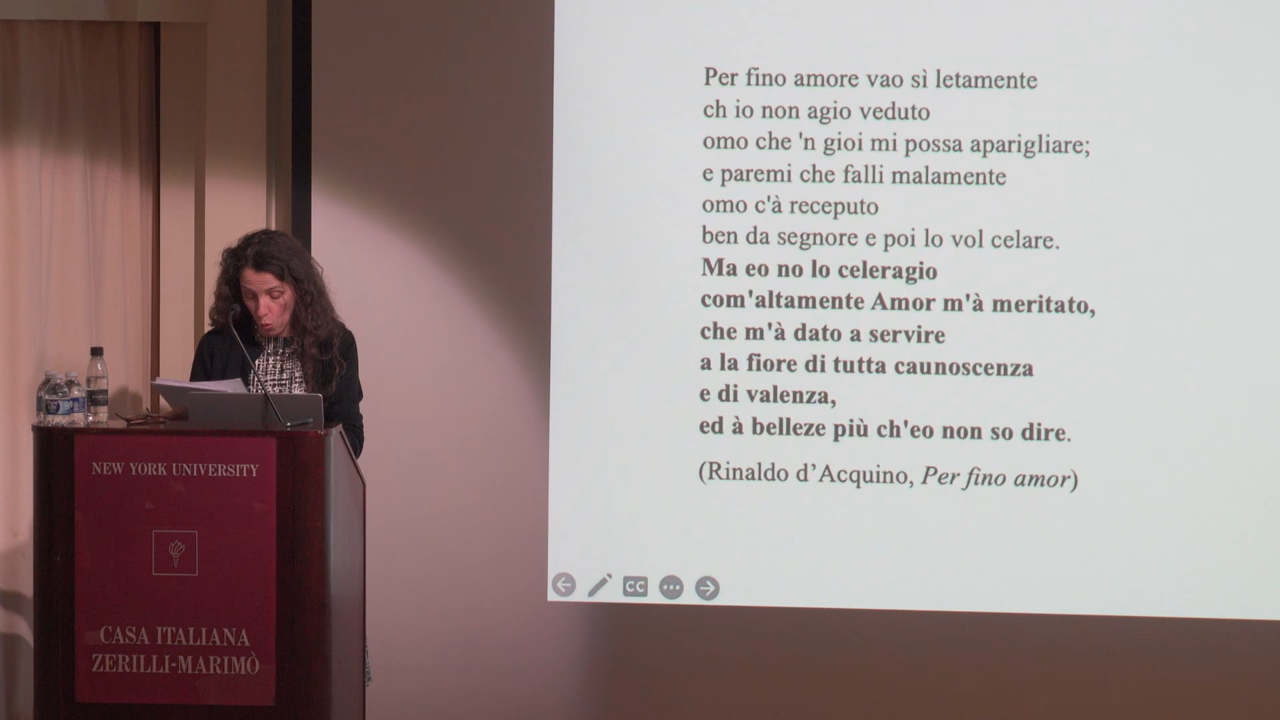 Per fino amore vao sì letamente
ch io non agio veduto
omo che 'n gioi mi possa aparigliare;
e paremi che falli malamente
omo c'à receputo
ben da segnore e poi lo vol celare.
Ma eo no lo celeragio
com'altamente Amor m'à meritato,
che m'à dato a servire
a la fiore di tutta caunoscenza
e di valenza,
ed à belleze più ch'eo non so dire.
(Rinaldo d’Acquino, Per fino amor)
CC
NEW YORK UNIVERSITY
CASA ITALIANA
ZERILLI-MARIMÒ